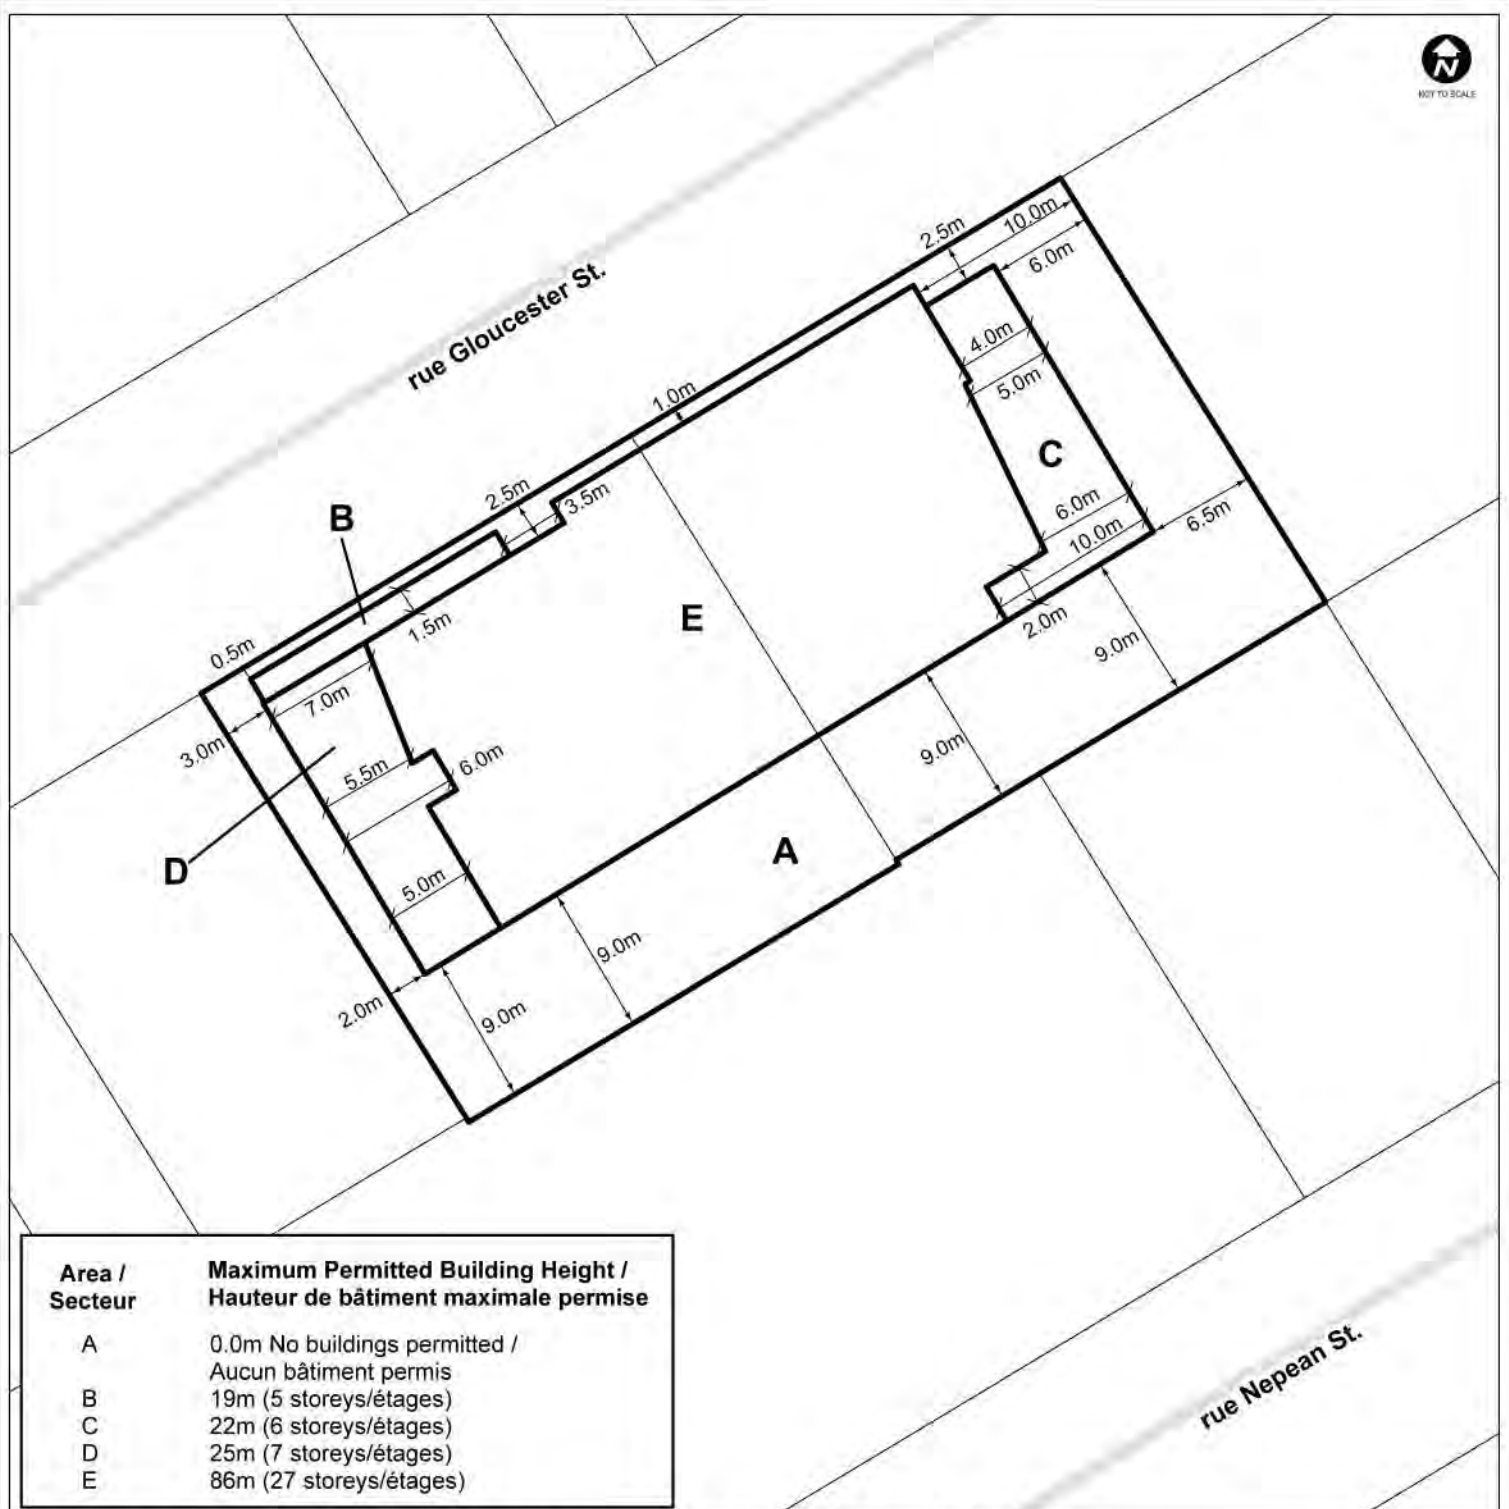 N
NOT TO SCALE
10.0m
2.5m
6.0m
rue Gloucester St.
4.0m
5.0m
1.0m
C
2.5m
3.5m
B
6.0m
10.0m
6.5m
E
1.5m
2.0m
9.0m
0.5m
7.0m
3.0m
5.5m
6.0m
9.0m
A
D
5.0m
9.0m
2.0m
9.0m
Area /
Secteur
Maximum Permitted Building Height /
Hauteur de bâtiment maximale permise
A 0.0m No buildings permitted /
Aucun bâtiment permis
B 19m (5 storeys/étages)
C 22m (6 storeys/étages)
D 25m (7 storeys/étages)
E 86m (27 storeys/étages)
rue Nepean St.